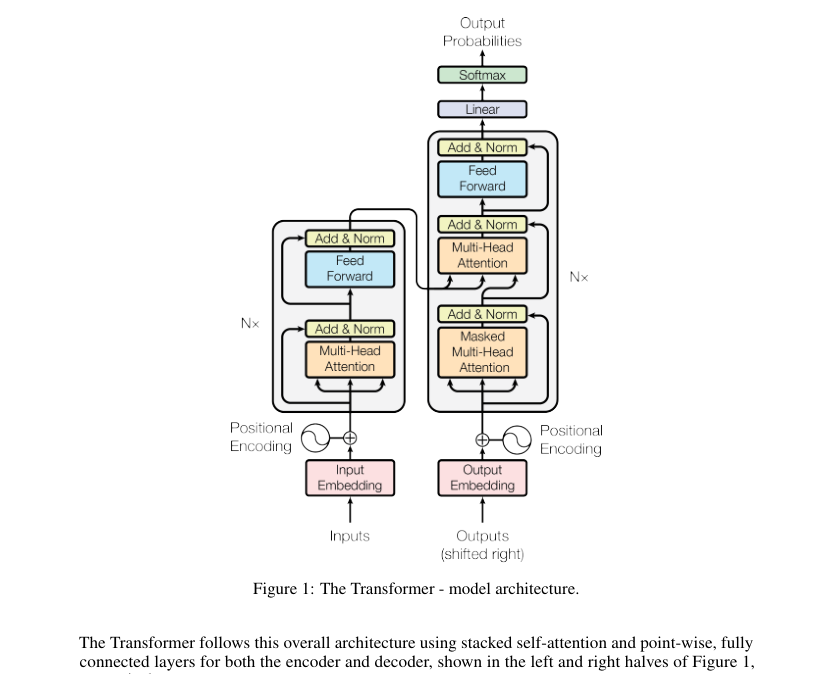 Output
Probabilities
Softmax
Linear
Add & Norm
Feed
Forward
Add & Norm
Multi-Head
Attention
Nx
Add & Norm
Masked
Multi-Head
Attention
Add & Norm
Feed
Forward
Nx
Add & Norm
Multi-Head
Attention
Positional
Encoding
Positional
Encoding
Input
Embedding
Output
Embedding
Inputs
Outputs
(shifted right)
Figure 1: The Transformer - model architecture.
The Transformer follows this overall architecture using stacked self-attention and point-wise, fully
connected layers for both the encoder and decoder, shown in the left and right halves of Figure 1,